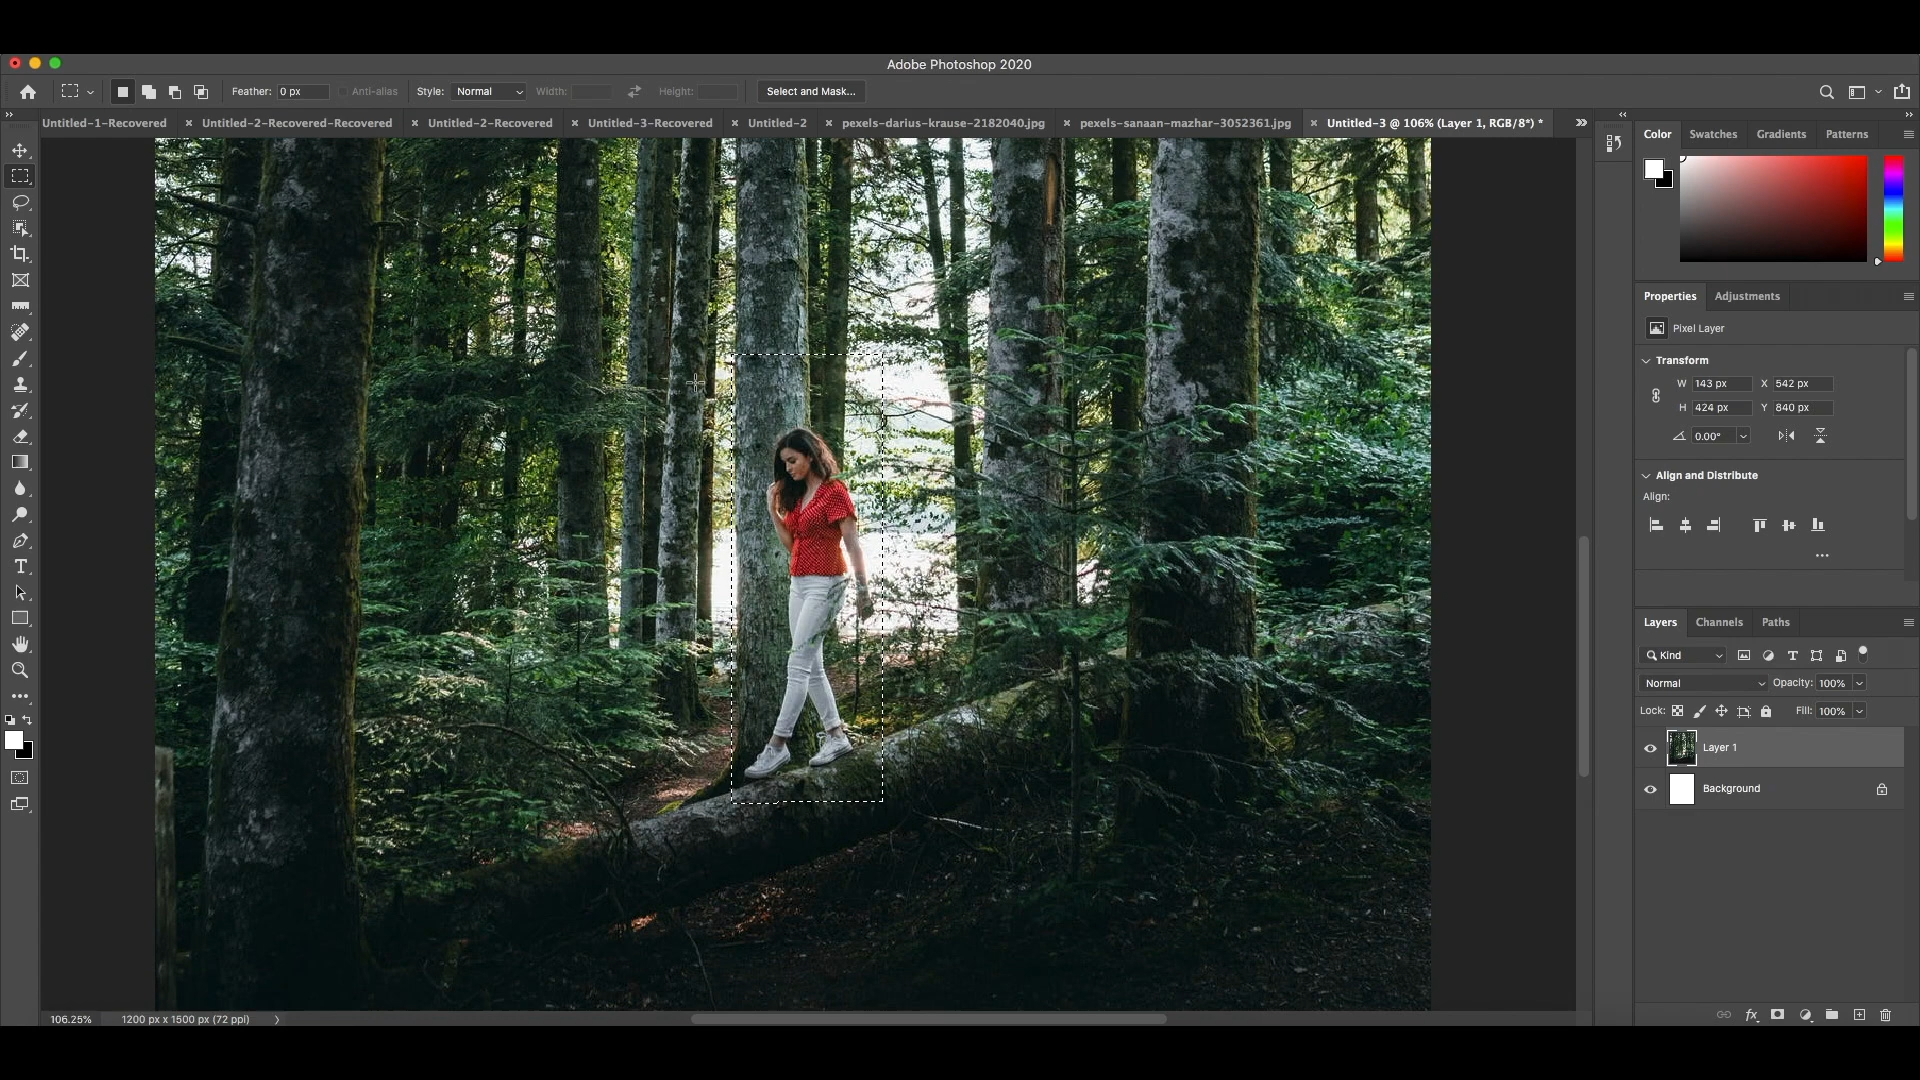 Adobe Photoshop 2020
Feather: 0 px Anti-alias Style: Normal Width: Height: Select and Mask...
Untitled-1-Recovered × Untitled-2-Recovered-Recovered × Untitled-2-Recovered × Untitled-3-Recovered × Untitled-2 × pexels-darius-krause-2182040.jpg × pexels-sanaan-mazhar-3052361.jpg × Untitled-3 @ 106% (Layer 1, RGB/8*) *
Color Swatches Gradients Patterns
Properties Adjustments
Pixel Layer
Transform
W 143 px X 542 px
H 424 px Y 840 px
0.00°
Align and Distribute
Align:
Layers Channels Paths
Kind
Normal Opacity: 100%
Lock: Fill: 100%
Layer 1
Background
106.25% 1200 px x 1500 px (72 ppi)